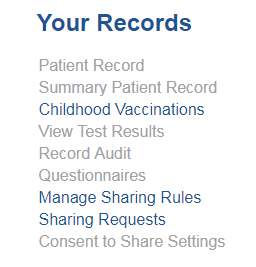 Your Records
Patient Record
Summary Patient Record
Childhood Vaccinations
View Test Results
Record Audit
Questionnaires
Manage Sharing Rules
Sharing Requests
Consent to Share Settings